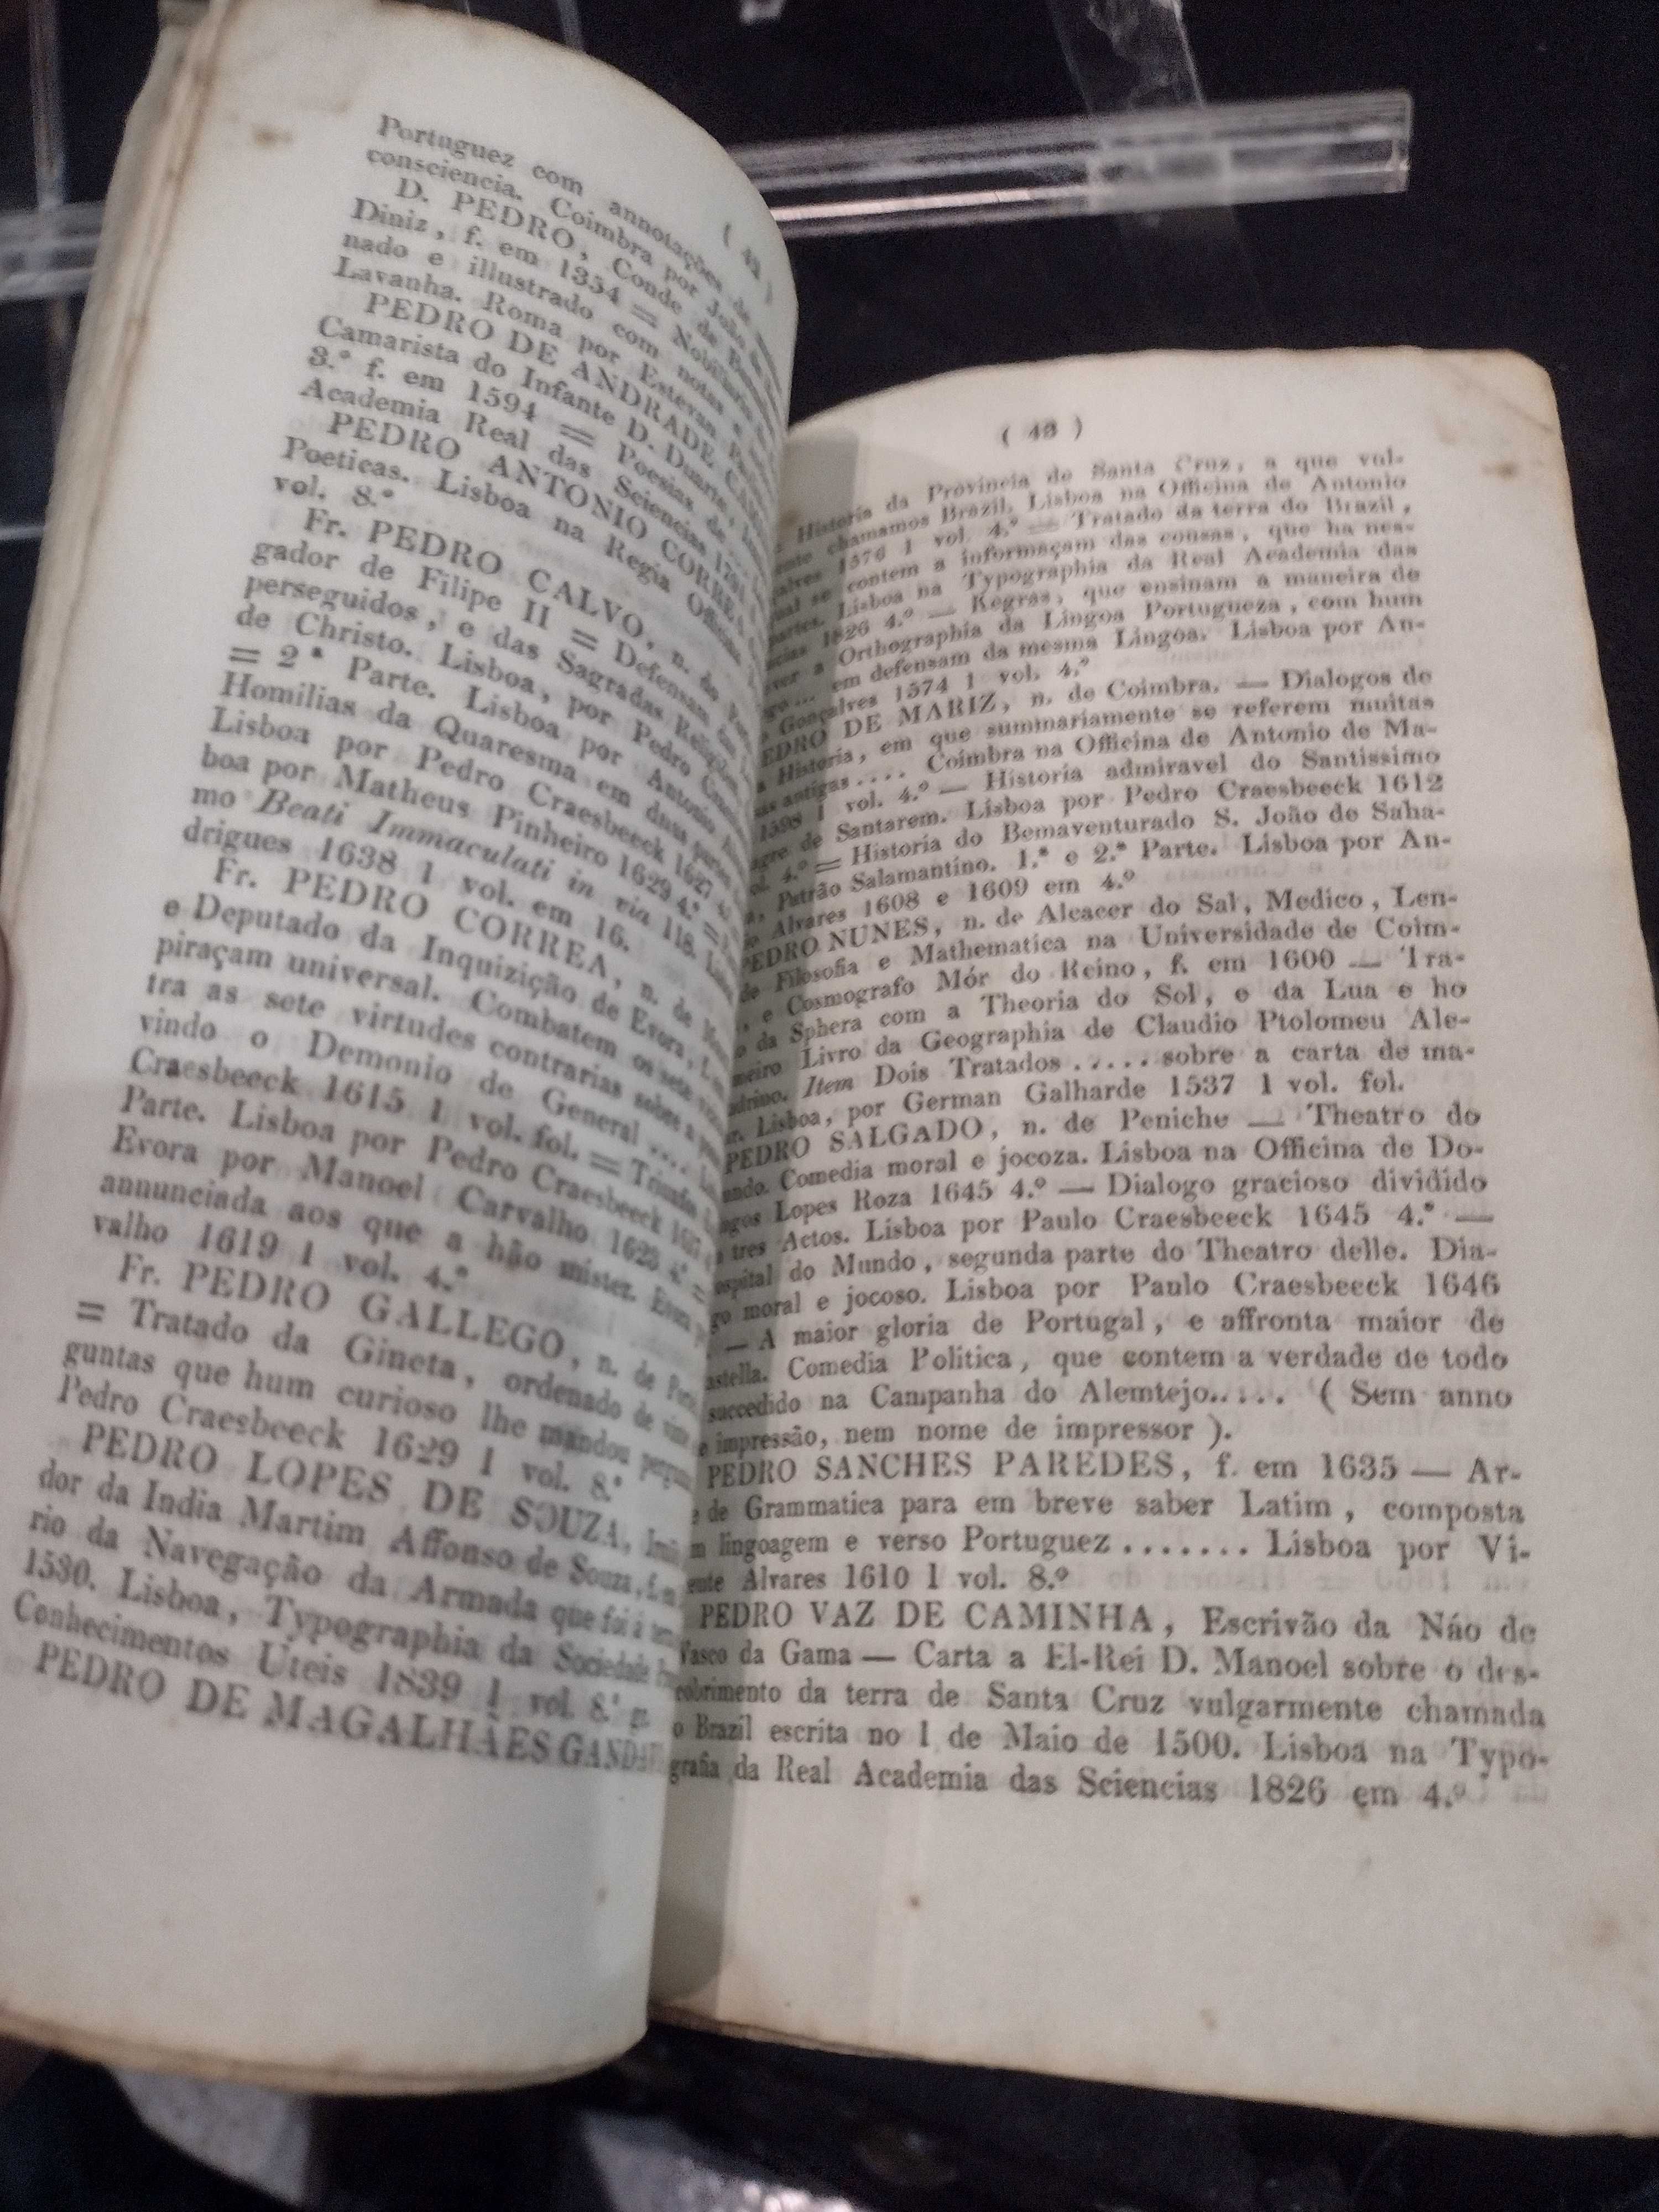 ( 42 )
Portuguez com annotações de
consciencia. Coimbra por João
D. PEDRO, Conde de
Diniz, f. em 1354 = Nobiliario
nado e illustrado com notas
Lavanha. Roma por Estevan
PEDRO DE ANDRADE
Camarista do Infante D. Duarte,
3.º f. em 1594 = Poesias de
Academia Real das Sciencias 1791
PEDRO ANTONIO CORREA
Poeticas. Lisboa na Regia
vol. 8.º
Fr. PEDRO CALVO, n. do
gador de Filipe II = Defensam
perseguidos, e das Sagradas Religiões
de Christo. Lisboa, por Pedro
= 2ª Parte. Lisboa por Antonio
Homilias da Quaresma em duas partes
Lisboa por Pedro Craesbeeck 1627
boa por Matheus Pinheiro 1629 4.º =
mo Beati Immaculati in via 118.
drigues 1638 1 vol. em 16.
Fr. PEDRO CORREA, n. de
e Deputado da Inquizição de Evora,
piraçam universal. Combatem os sete
tra as sete virtudes contrarias sobre a
vindo o Demonio de General ....
Craesbeeck 1615 1 vol. fol. =
Parte. Lisboa por Pedro Craesbeeck
Evora por Manoel Carvalho 1623 4.º =
annunciada aos que a hão mister. Evora
valho 1619 1 vol. 4.º
Fr. PEDRO GALLEGO, n. de
= Tratado da Gineta, ordenado de
guntas que hum curioso lhe mandou
Pedro Craesbeeck 1629 1 vol. 8.º
PEDRO LOPES DE SOUZA,
dor da India Martim Affonso de Souza,
rio da Navegação da Armada que foi á
1530. Lisboa, Typographia da Sociedade
Conhecimentos Uteis 1839 1 vol. 8.º g.
PEDRO DE MAGALHÃES
( 43 )
= Historia da Provincia de Santa Cruz, a que vul-
chamamos Brazil. Lisboa na Officina de Antonio
1576 1 vol. 4.º = Tratado da terra do Brazil,
se contem a informaçam das cousas, que ha nes-
partes. Lisboa na Typographia da Real Academia das
1826 4.º — Regras, que ensinam a maneira de
a Orthographia da Lingoa Portugueza, com hum
em defensam da mesma Lingoa. Lisboa por An-
Gonçalves 1574 1 vol. 4.º
PEDRO DE MARIZ, n. de Coimbra. — Dialogos de
Historia, em que summariamente se referem muitas
antigas .... Coimbra na Officina de Antonio de Ma-
1598 1 vol. 4.º — Historia admiravel do Santissimo
de Santarem. Lisboa por Pedro Craesbeeck 1612
4.º = Historia do Bemaventurado S. João de Saha-
Patrão Salamantino. 1.ª e 2.ª Parte. Lisboa por An-
Alvares 1608 e 1609 em 4.º
PEDRO NUNES, n. de Alcacer do Sal, Medico, Len-
de Filosofia e Mathematica na Universidade de Coim-
e Cosmografo Mór do Reino, f. em 1600 — Tra-
da Sphera com a Theoria do Sol, e da Lua e ho
Livro da Geographia de Claudio Ptolomeu Ale-
Item Dois Tratados ..... sobre a carta de ma-
Lisboa, por German Galharde 1537 1 vol. fol.
PEDRO SALGADO, n. de Peniche — Theatro do
Comedia moral e jocoza. Lisboa na Officina de Do-
Lopes Roza 1645 4.º — Dialogo gracioso dividido
tres Actos. Lisboa por Paulo Craesbeeck 1645 4.º —
do Mundo, segunda parte do Theatro delle. Dia-
moral e jocoso. Lisboa por Paulo Craesbeeck 1646
— A maior gloria de Portugal, e affronta maior de
Comedia Politica, que contem a verdade de todo
succedido na Campanha do Alemtejo..... ( Sem anno
impressão, nem nome de impressor ).
PEDRO SANCHES PAREDES, f. em 1635 — Ar-
de Grammatica para em breve saber Latim, composta
lingoagem e verso Portuguez ....... Lisboa por Vi-
Alvares 1610 1 vol. 8.º
PEDRO VAZ DE CAMINHA, Escrivão da Náo de
Vasco da Gama — Carta a El-Rei D. Manoel sobre o des-
cobrimento da terra de Santa Cruz vulgarmente chamada
o Brazil escrita no 1 de Maio de 1500. Lisboa na Typo-
grafia da Real Academia das Sciencias 1826 em 4.º